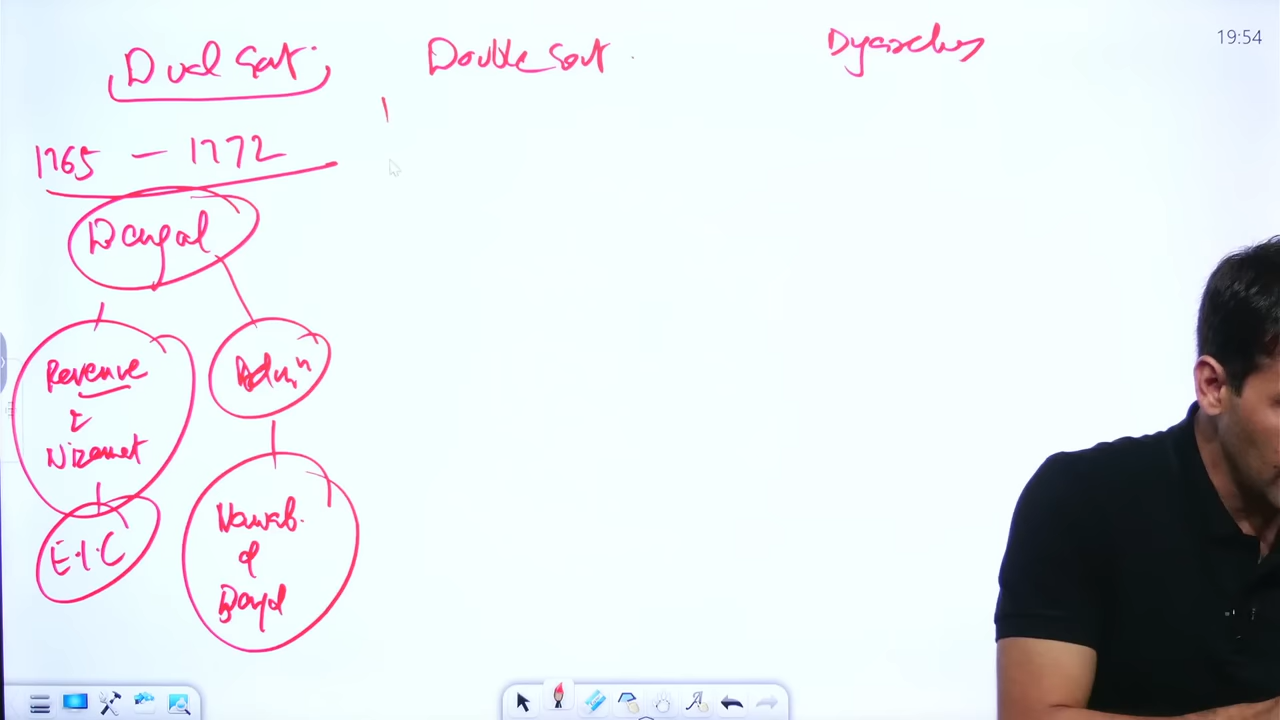 Dual Govt.
Double Govt.
Dyarchy
19:54
1765 – 1772
Bengal
Revenue
&
Nizamat
Admin
E.I.C
Nawab.
of
Bengal